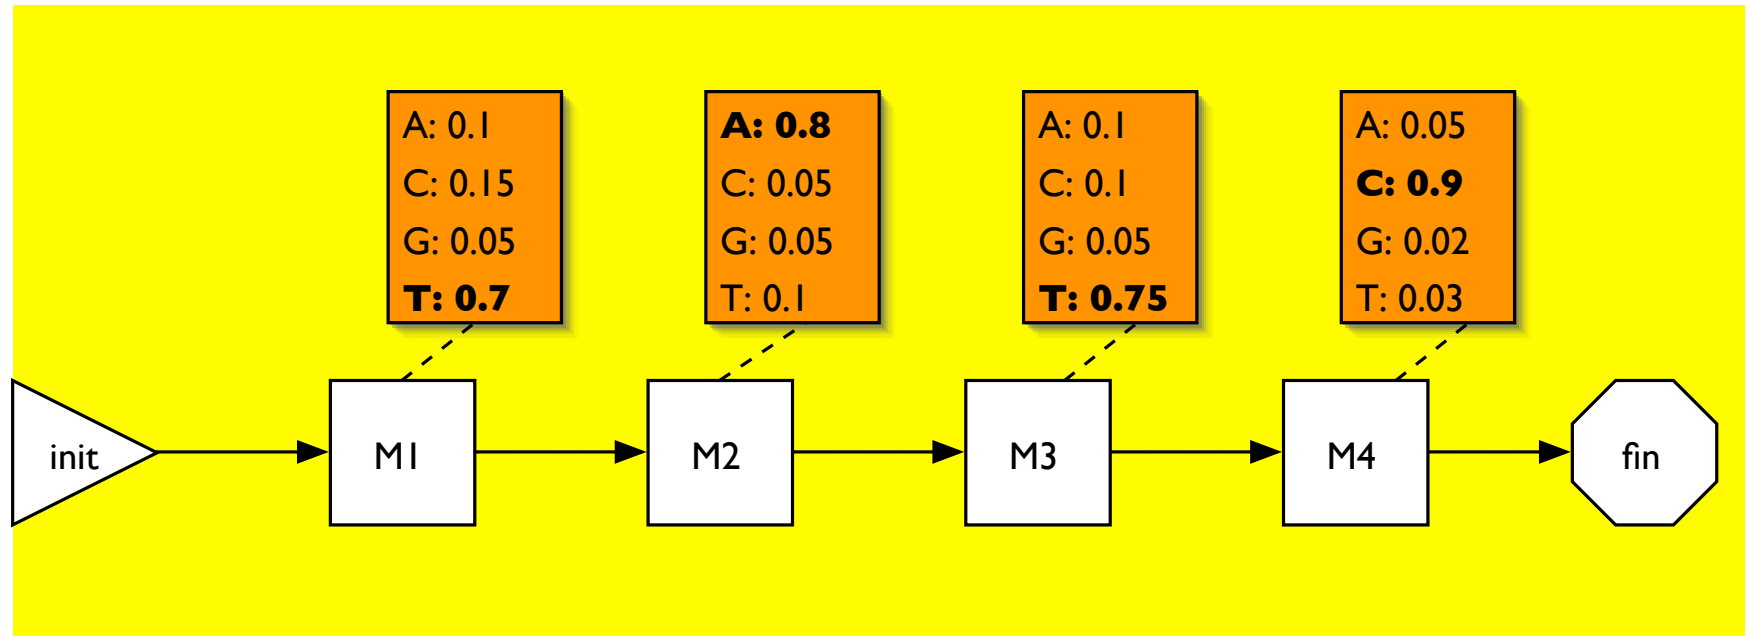 A: 0.1
C: 0.15
G: 0.05
T: 0.7
A: 0.8
C: 0.05
G: 0.05
T: 0.1
A: 0.1
C: 0.1
G: 0.05
T: 0.75
A: 0.05
C: 0.9
G: 0.02
T: 0.03
init
M1
M2
M3
M4
fin